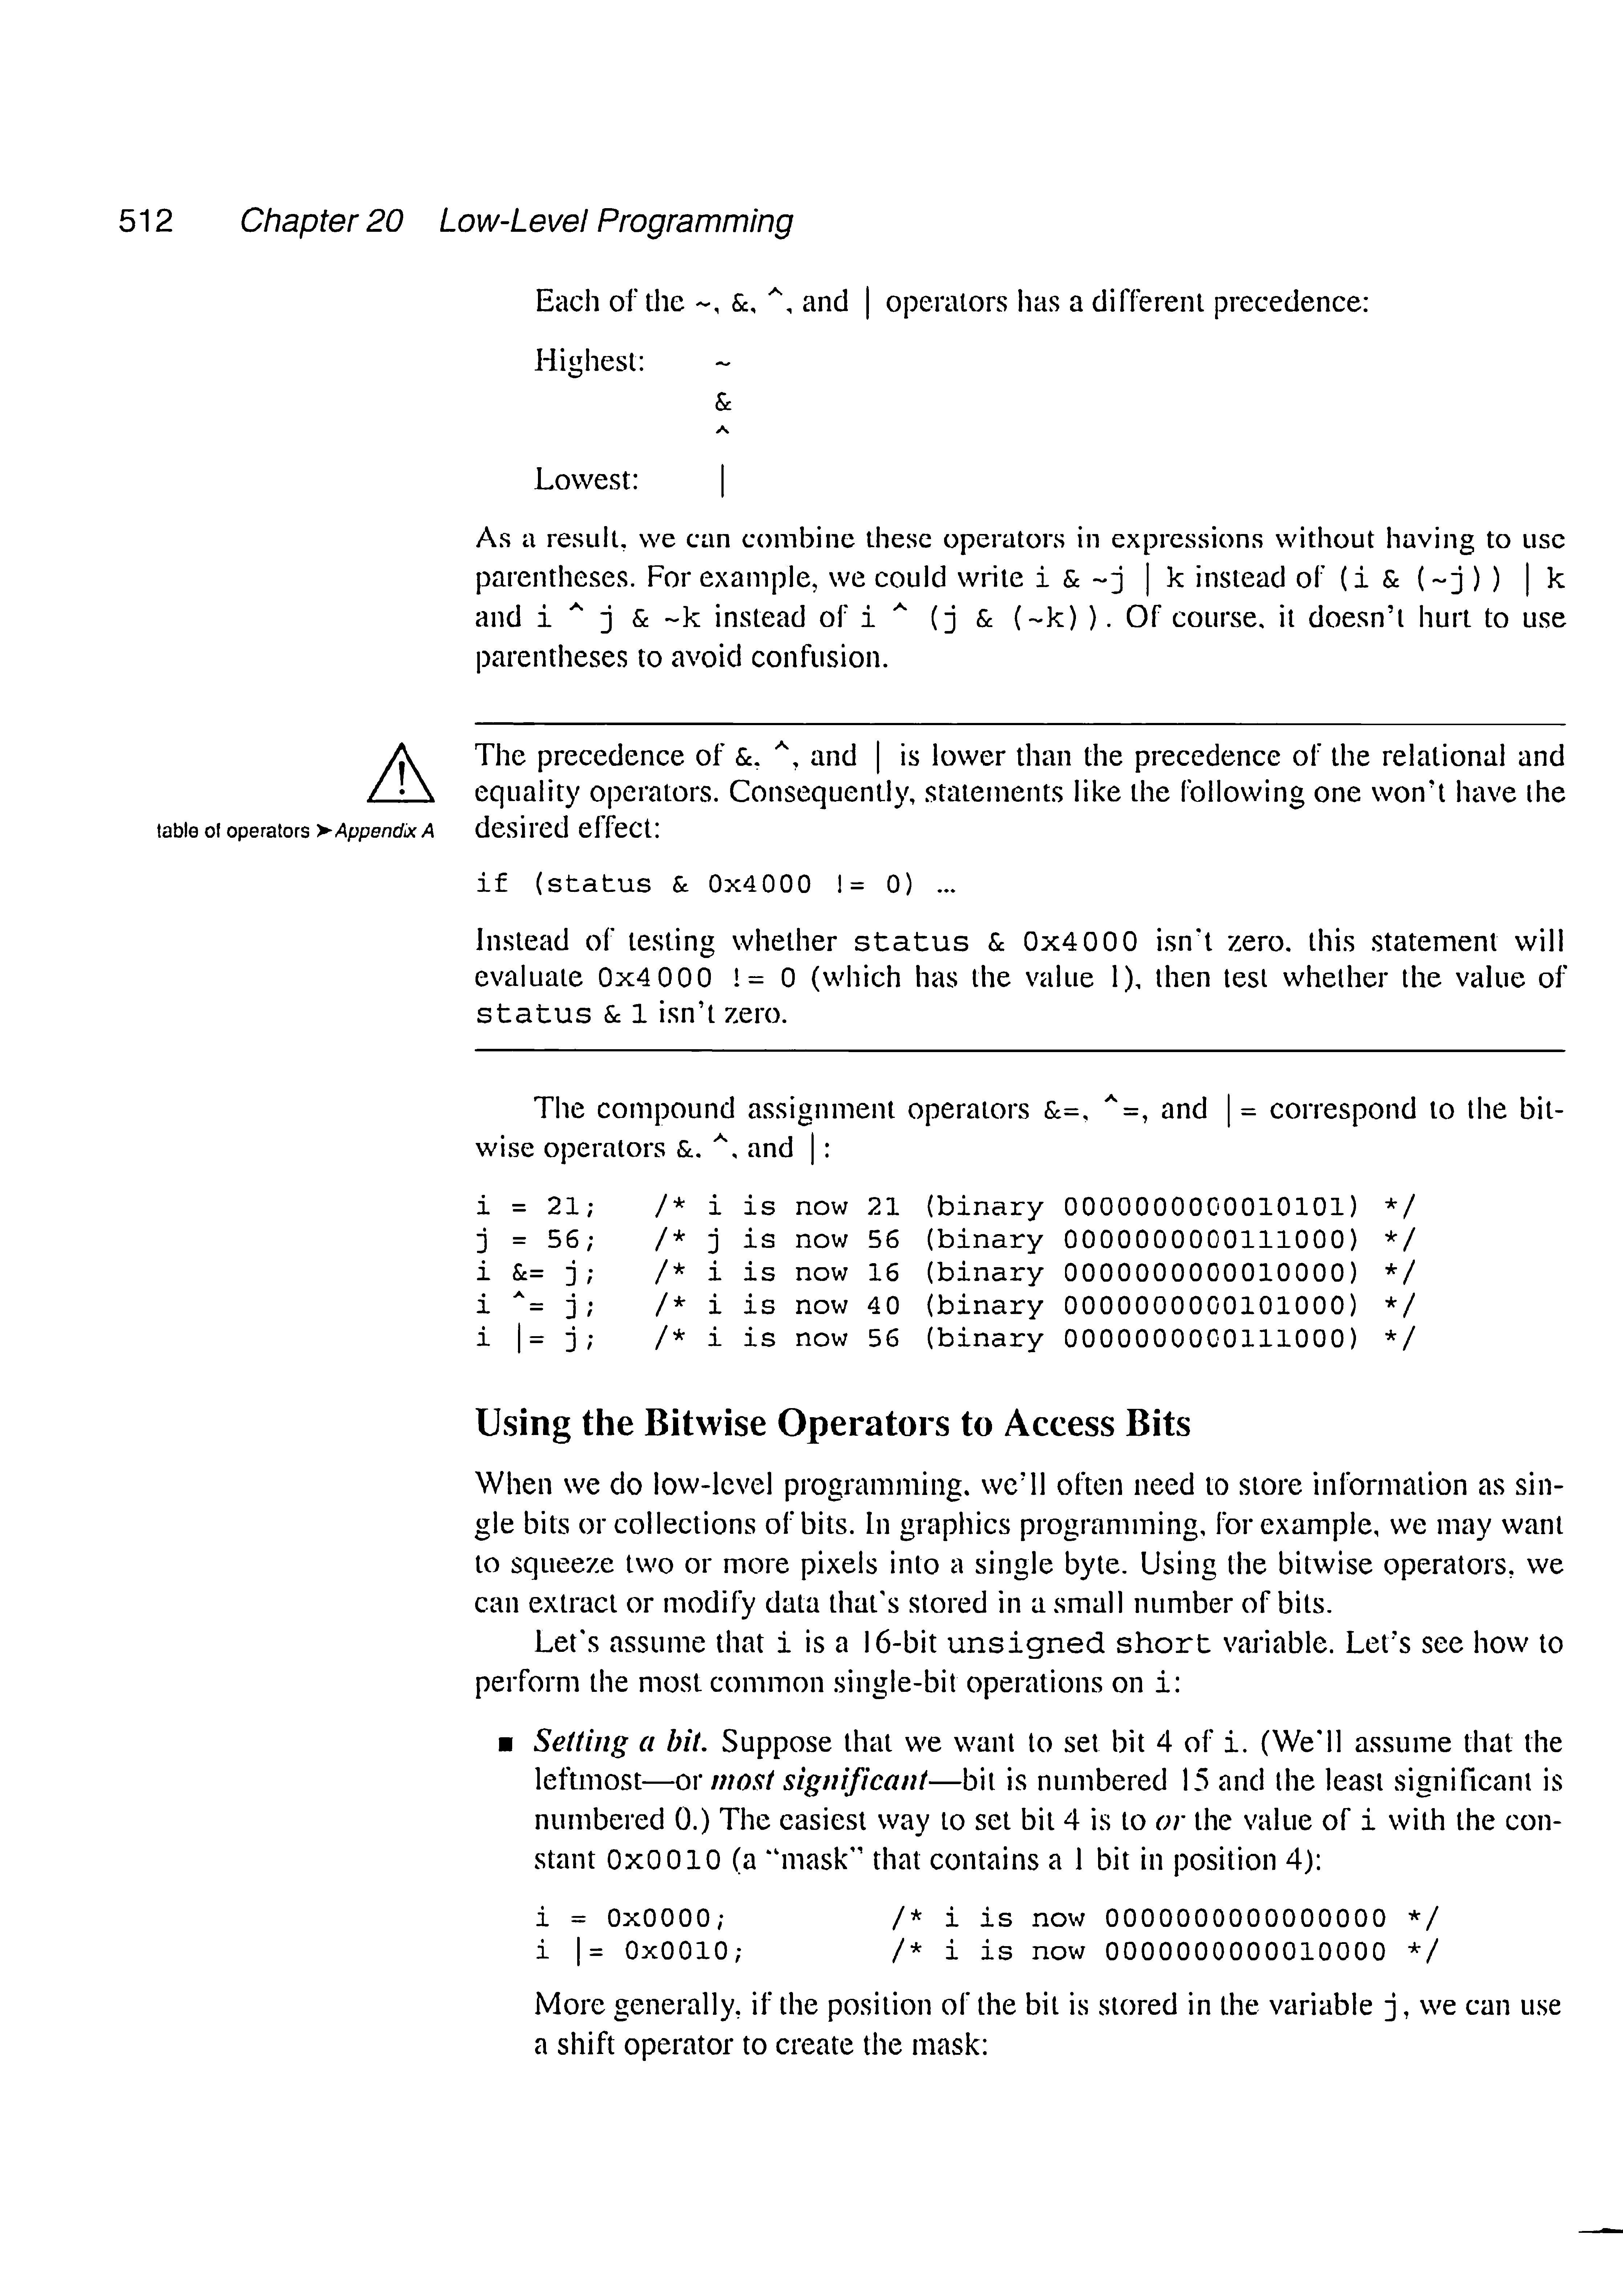 512 Chapter 20 Low-Level Programming
Each of the ~, &, ^, and | operators has a different precedence:
Highest: ~
&
^
Lowest: |
As a result, we can combine these operators in expressions without having to use
parentheses. For example, we could write i & ~j | k instead of (i & (~j)) | k
and i ^ j & ~k instead of i ^ (j & (~k)). Of course, it doesn't hurt to use
parentheses to avoid confusion.
The precedence of &, ^, and | is lower than the precedence of the relational and
equality operators. Consequently, statements like the following one won't have the
table of operators ➤ Appendix A desired effect:
if (status & 0x4000 != 0) …
Instead of testing whether status & 0x4000 isn't zero, this statement will
evaluate 0x4000 != 0 (which has the value 1), then test whether the value of
status & 1 isn't zero.
The compound assignment operators &=, ^=, and |= correspond to the bit-
wise operators &, ^, and |:
i = 21; /* i is now 21 (binary 0000000000010101) */
j = 56; /* j is now 56 (binary 0000000000111000) */
i &= j; /* i is now 16 (binary 0000000000010000) */
i ^= j; /* i is now 40 (binary 0000000000101000) */
i |= j; /* i is now 56 (binary 0000000000111000) */
Using the Bitwise Operators to Access Bits
When we do low-level programming, we'll often need to store information as sin-
gle bits or collections of bits. In graphics programming, for example, we may want
to squeeze two or more pixels into a single byte. Using the bitwise operators, we
can extract or modify data that's stored in a small number of bits.
Let's assume that i is a 16-bit unsigned short variable. Let's see how to
perform the most common single-bit operations on i:
■ Setting a bit. Suppose that we want to set bit 4 of i. (We'll assume that the
leftmost—or most significant—bit is numbered 15 and the least significant is
numbered 0.) The easiest way to set bit 4 is to or the value of i with the con-
stant 0x0010 (a "mask" that contains a 1 bit in position 4):
i = 0x0000; /* i is now 0000000000000000 */
i |= 0x0010; /* i is now 0000000000010000 */
More generally, if the position of the bit is stored in the variable j, we can use
a shift operator to create the mask: